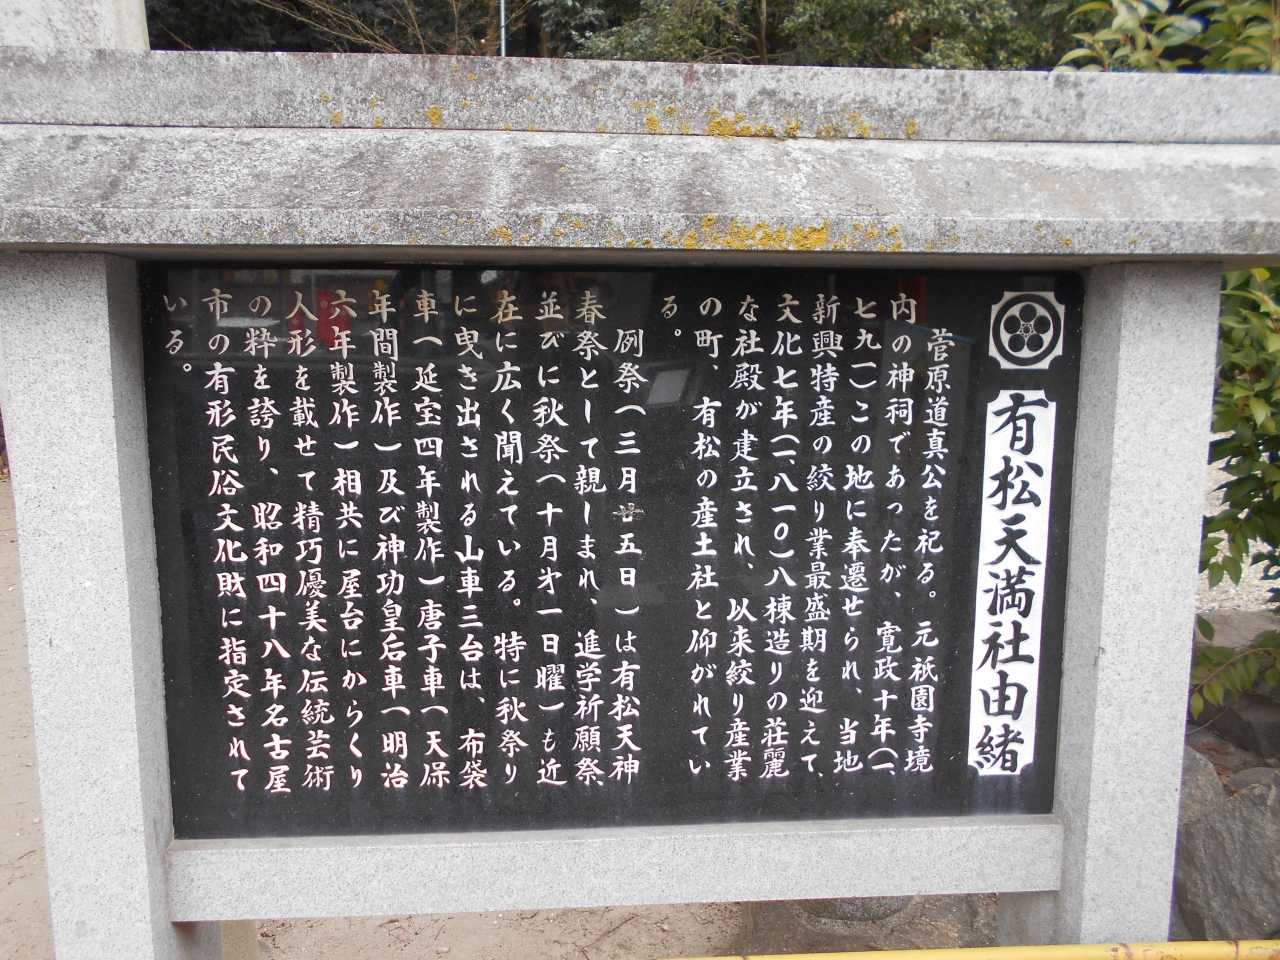 有松天満社由緒
菅原道真公を祀る。元祇園寺境
内の神祠であったが、寛政十年(一、
七九一)この地に奉遷せられ、当地
新興特産の絞り業最盛期を迎えて、
文化七年(一、八一〇)八棟造りの荘麗
な社殿が建立され、以来絞り産業
の町、有松の産土社と仰がれてい
る。
例祭(三月廿五日)は有松天神
春祭として親しまれ、進学祈願祭、
並びに秋祭(十月才一日曜)も近
在に広く聞えている。特に秋祭り
に曳き出される山車三台は、布袋
車(延宝四年製作)唐子車(天保
年間製作)及び神功皇后車(明治
六年製作)相共に屋台にからくり
人形を載せて精巧優美な伝統芸術
の粋を誇り、昭和四十八年名古屋
市の有形民俗文化財に指定されて
いる。